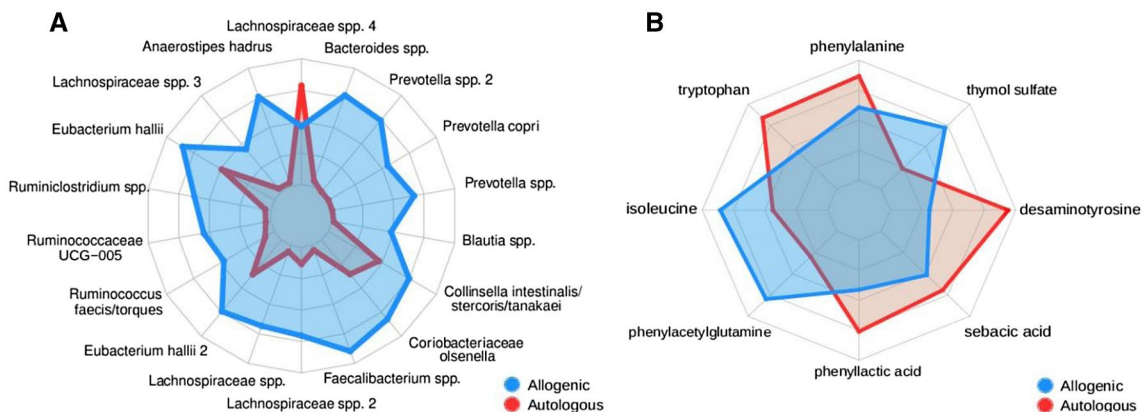 A
Lachnospiraceae spp. 4
Bacteroides spp.
Prevotella spp. 2
Prevotella copri
Prevotella spp.
Blautia spp.
Collinsella intestinalis/
stercoris/tanakaei
Coriobacteriaceae
olsenella
Faecalibacterium spp.
Lachnospiraceae spp. 2
Lachnospiraceae spp.
Eubacterium hallii 2
Ruminococcus
faecis/torques
Ruminococcaceae
UCG−005
Ruminiclostridium spp.
Eubacterium hallii
Lachnospiraceae spp. 3
Anaerostipes hadrus
Allogenic
Autologous
B
phenylalanine
thymol sulfate
desaminotyrosine
sebacic acid
phenyllactic acid
phenylacetylglutamine
isoleucine
tryptophan
Allogenic
Autologous